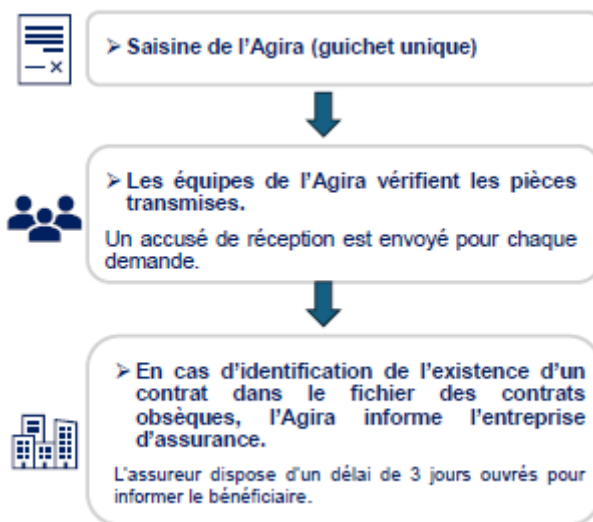 ➢ Saisine de l'Agira (guichet unique)
➢ Les équipes de l'Agira vérifient les pièces
transmises.
Un accusé de réception est envoyé pour chaque
demande.
➢ En cas d'identification de l'existence d'un
contrat dans le fichier des contrats
obsèques, l'Agira informe l'entreprise
d'assurance.
L'assureur dispose d'un délai de 3 jours ouvrés pour
informer le bénéficiaire.